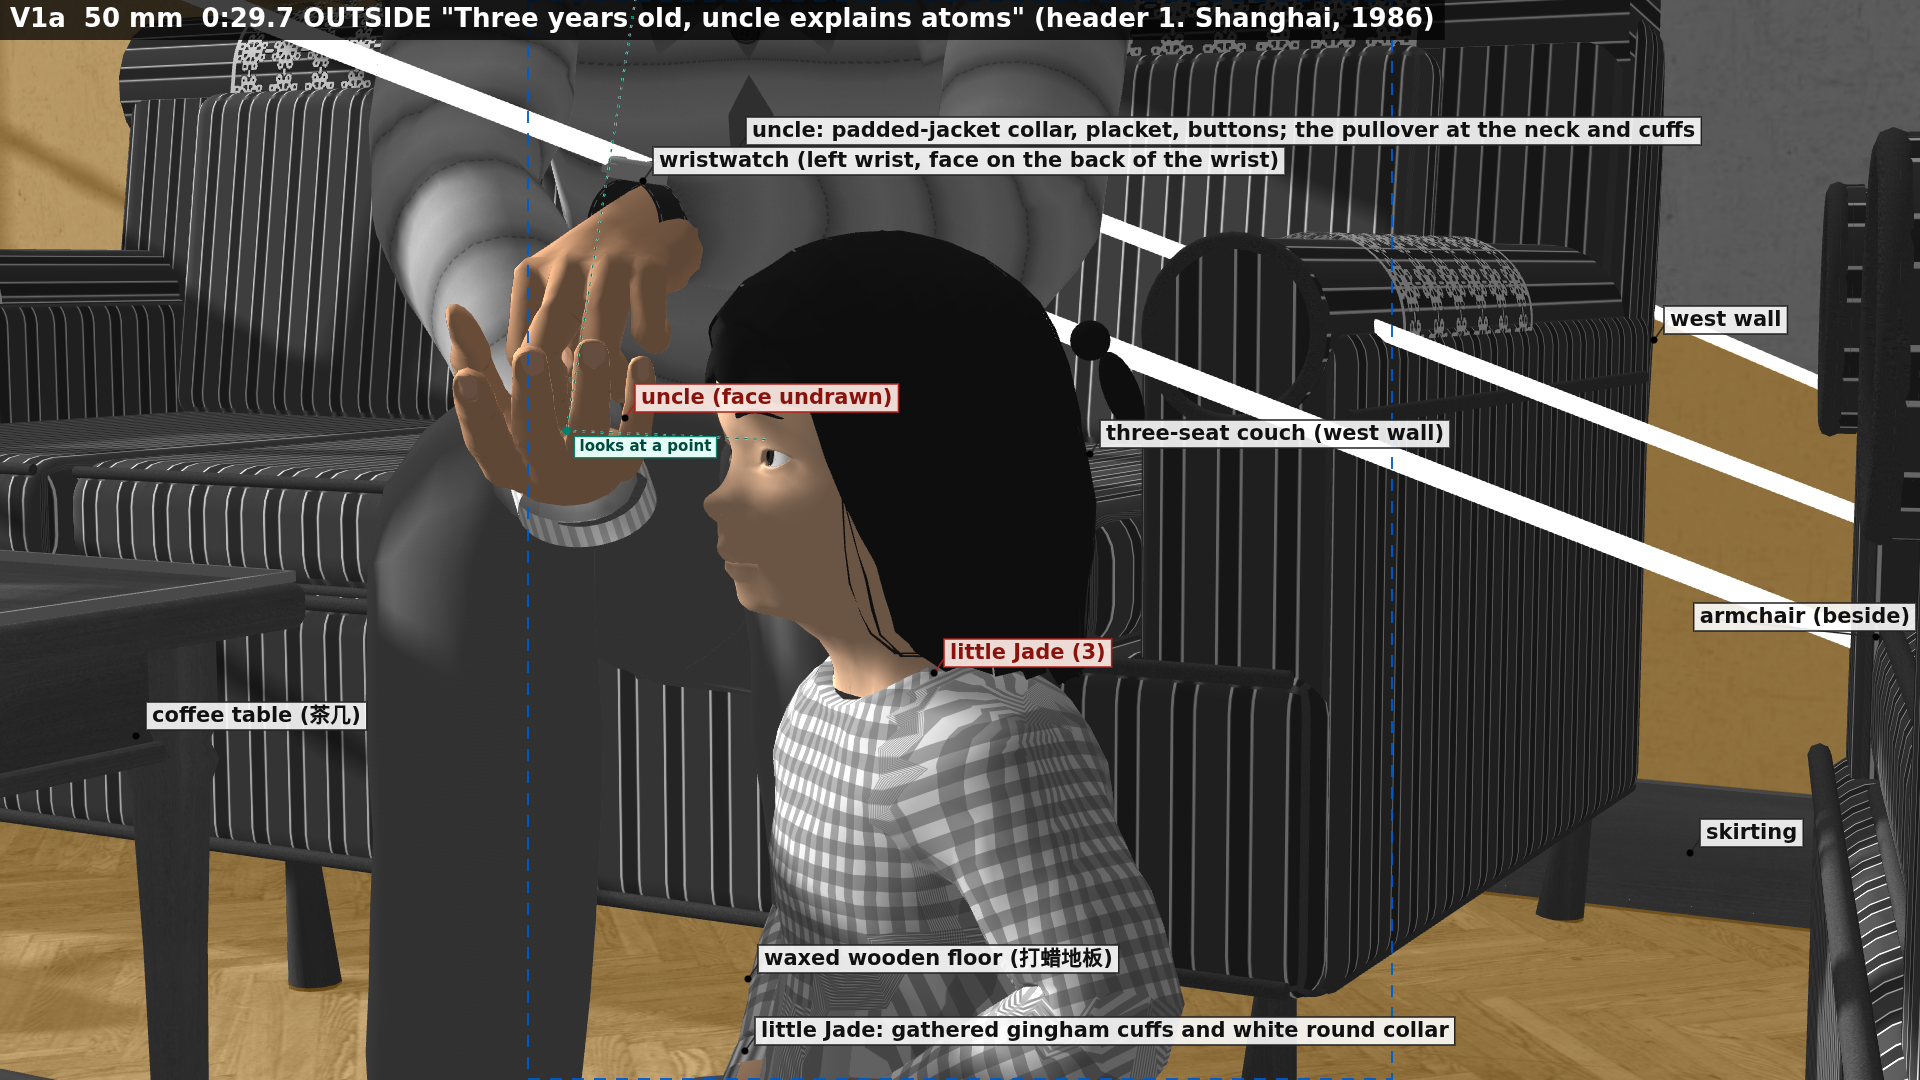 V1a 50 mm 0:29.7 OUTSIDE "Three years old, uncle explains atoms" (header 1. Shanghai, 1986)
uncle: padded-jacket collar, placket, buttons; the pullover at the neck and cuffs
wristwatch (left wrist, face on the back of the wrist)
west wall
uncle (face undrawn)
looks at a point
three-seat couch (west wall)
armchair (beside)
little Jade (3)
coffee table (茶几)
skirting
waxed wooden floor (打蜡地板)
little Jade: gathered gingham cuffs and white round collar